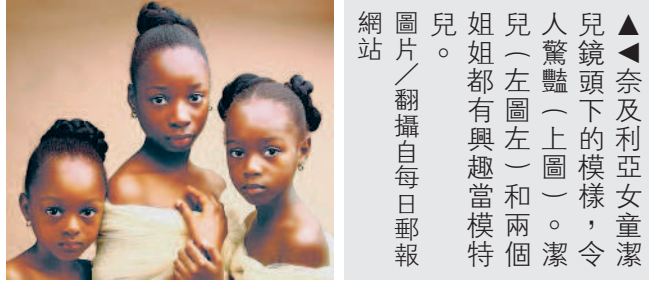 ▲◀奈及利亞女童潔
兒鏡頭下的模樣，令
人驚豔（上圖）。潔
兒（左圖左）和兩個
姐姐都有興趣當模特
兒。
圖片／翻攝自每日郵報
網站